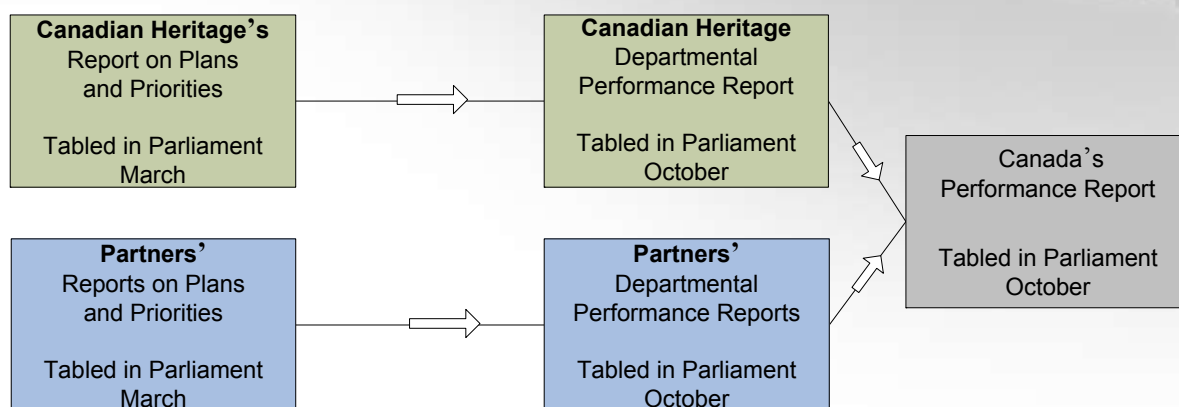 Canadian Heritage’s
Report on Plans
and Priorities
Tabled in Parliament
March
Canadian Heritage
Departmental
Performance Report
Tabled in Parliament
October
Canada’s
Performance Report
Tabled in Parliament
October
Partners’
Reports on Plans
and Priorities
Tabled in Parliament
March
Partners’
Departmental
Performance Reports
Tabled in Parliament
October